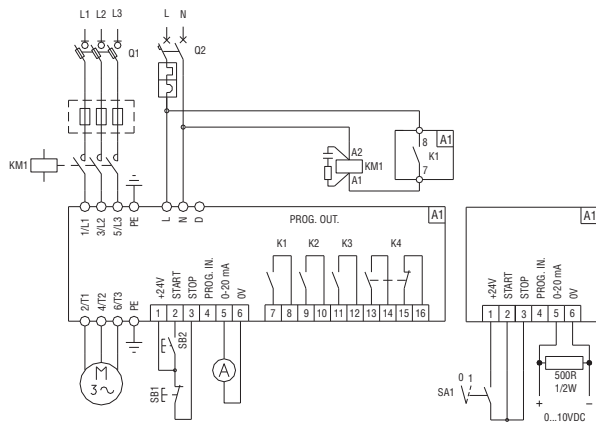 L1 L2 L3
L N
Q1
Q2
KM1
A2
KM1
A1
8
A1
K1
7
1/L1
3/L2
5/L3
PE
L
N
D
PROG. OUT.
A1
K1 K2 K3 K4
2/T1
4/T2
6/T3
PE
+24V
START
STOP
PROG. IN.
0-20 mA
0V
1 2 3 4 5 6
7 8 9 10 11 12 13 14 15 16
M
3~
SB2
SB1
A
A1
+24V
START
STOP
PROG. IN.
0-20 mA
0V
1 2 3 4 5 6
500R
1/2W
SA1
0 1
+ −
0...10VDC